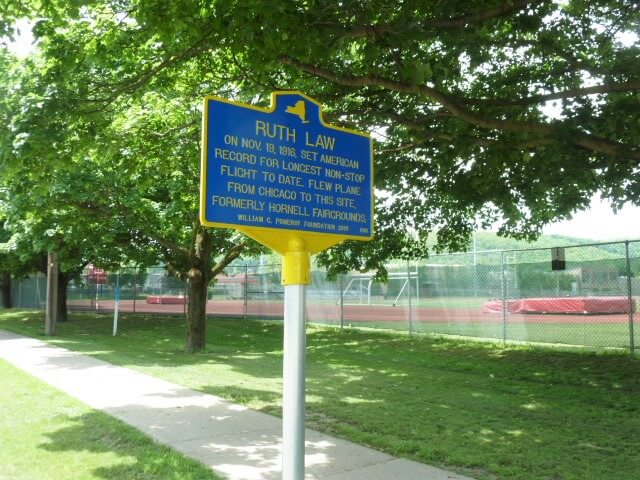 RUTH LAW
ON NOV. 19, 1916, SET AMERICAN
RECORD FOR LONGEST NON-STOP
FLIGHT TO DATE. FLEW PLANE
FROM CHICAGO TO THIS SITE,
FORMERLY HORNELL FAIRGROUNDS.
WILLIAM G. POMEROY FOUNDATION 2019